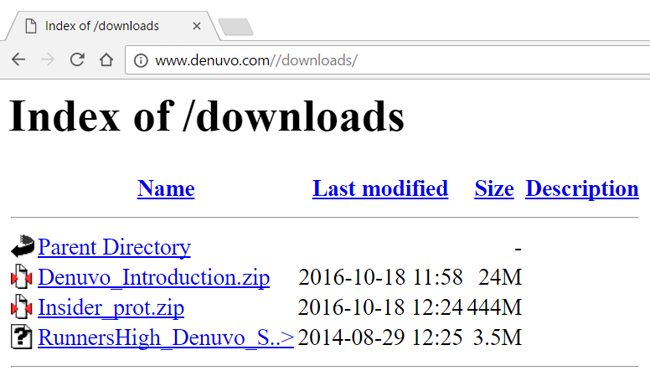 Index of /downloads
www.denuvo.com//downloads/
Index of /downloads
Name Last modified Size Description
Parent Directory -
Denuvo_Introduction.zip 2016-10-18 11:58 24M
Insider_prot.zip 2016-10-18 12:24 444M
RunnersHigh_Denuvo_S..> 2014-08-29 12:25 3.5M